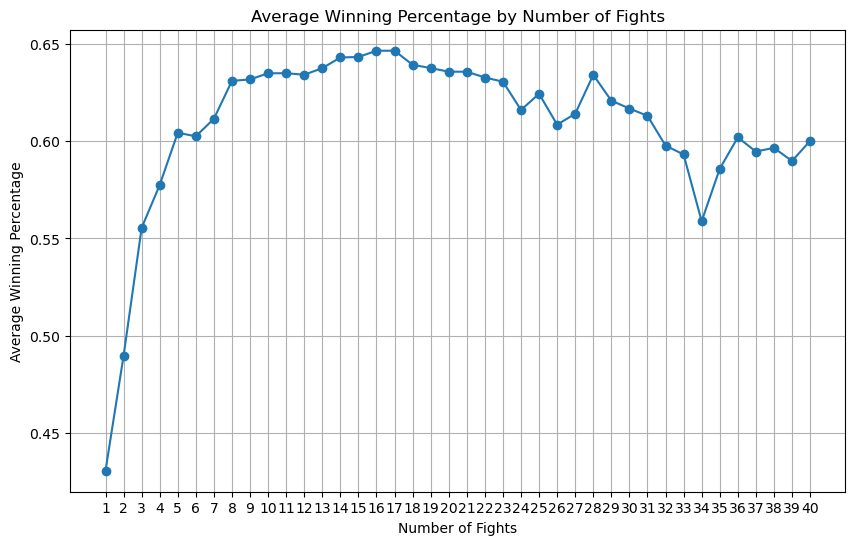 Average Winning Percentage by Number of Fights
Average Winning Percentage
0.65
0.60
0.55
0.50
0.45
1 2 3 4 5 6 7 8 9 10 11 12 13 14 15 16 17 18 19 20 21 22 23 24 25 26 27 28 29 30 31 32 33 34 35 36 37 38 39 40
Number of Fights